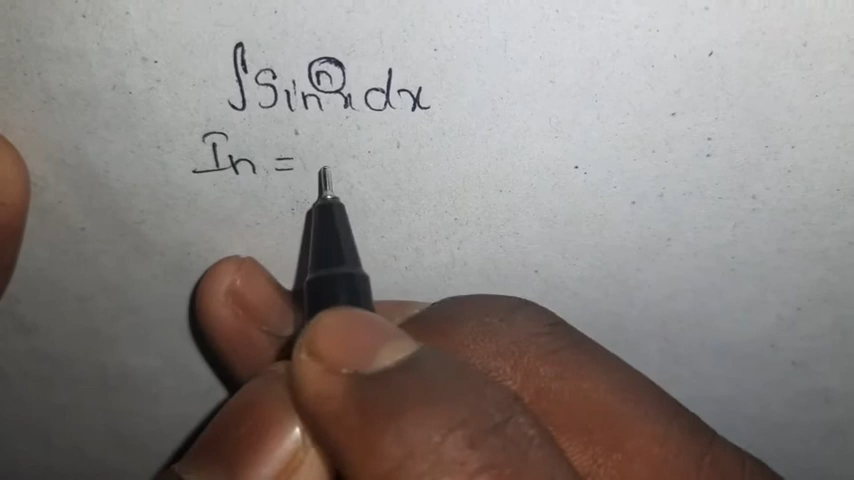 ∫Sinⁿx dx
In =